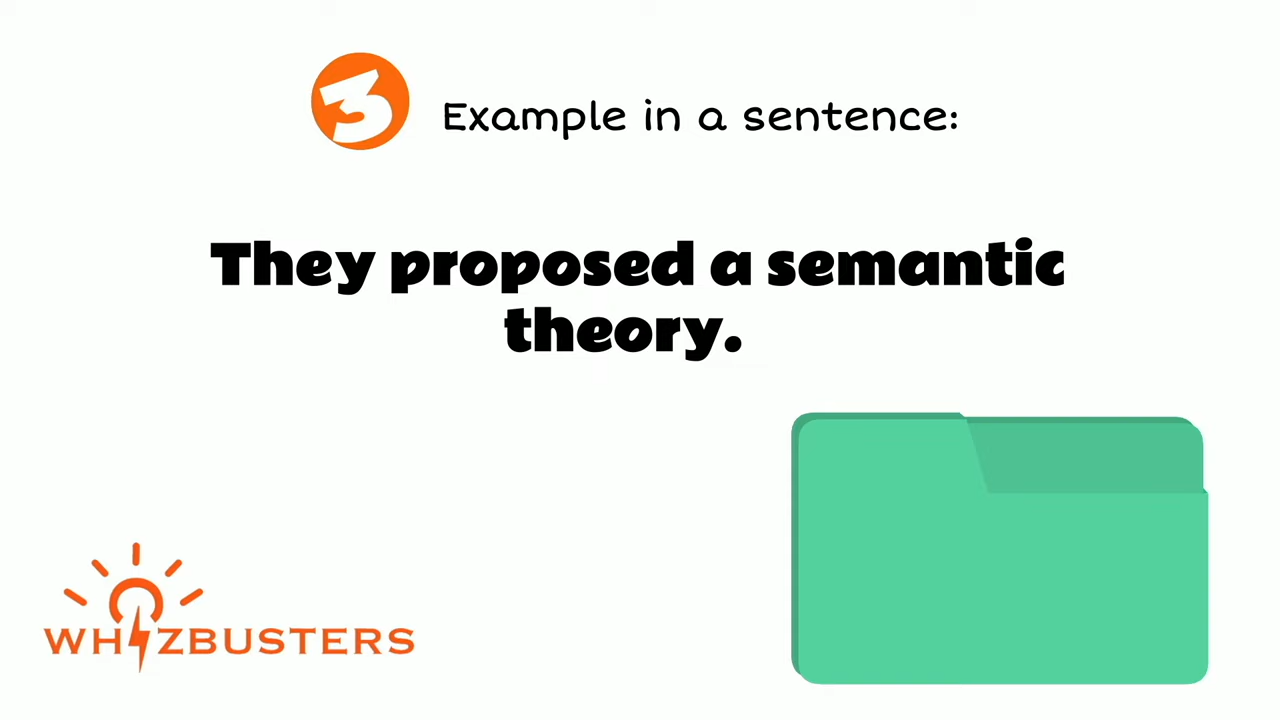 3 Example in a sentence:
They proposed a semantic
theory.
WHIZBUSTERS